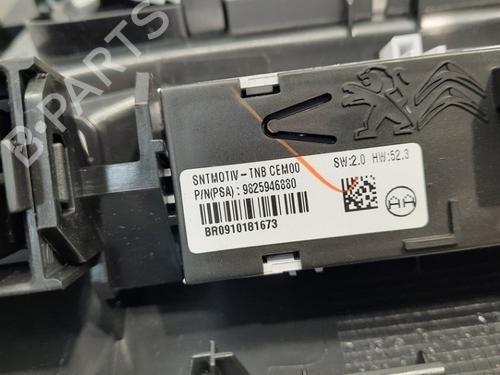 B-PARTS
SNTMOTIV-TNB CEM00
SW:2.0 HW:52.3
P/N(PSA) : 9825946880
BR0910181673